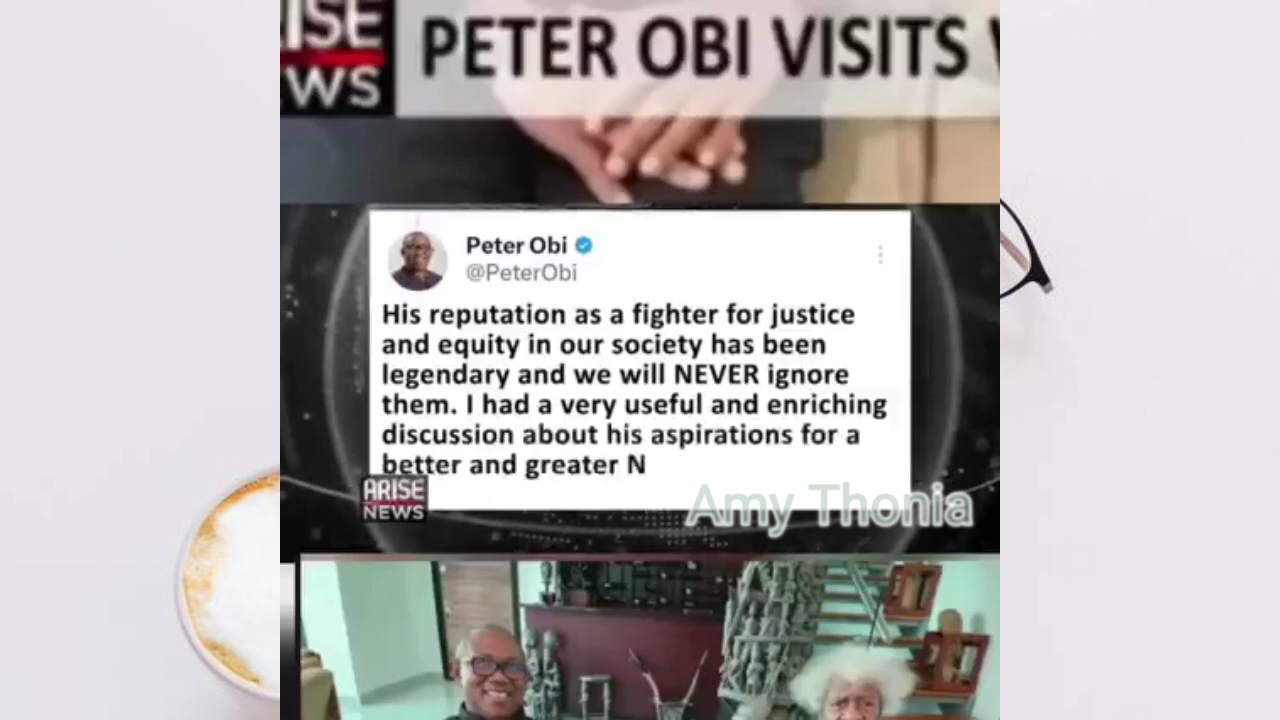 ARISE
NEWS
PETER OBI VISITS
Peter Obi
@PeterObi
His reputation as a fighter for justice
and equity in our society has been
legendary and we will NEVER ignore
them. I had a very useful and enriching
discussion about his aspirations for a
better and greater N
ARISE
NEWS
Amy Thonia